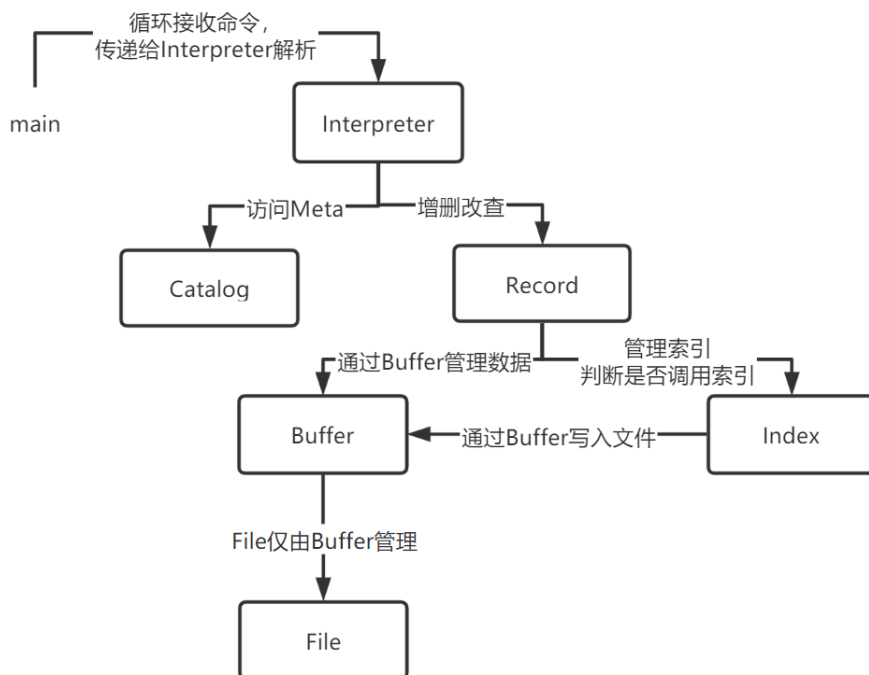 循环接收命令，
传递给Interpreter解析
main
Interpreter
访问Meta
增删改查
Catalog
Record
通过Buffer管理数据
管理索引
判断是否调用索引
Buffer
通过Buffer写入文件
Index
File仅由Buffer管理
File